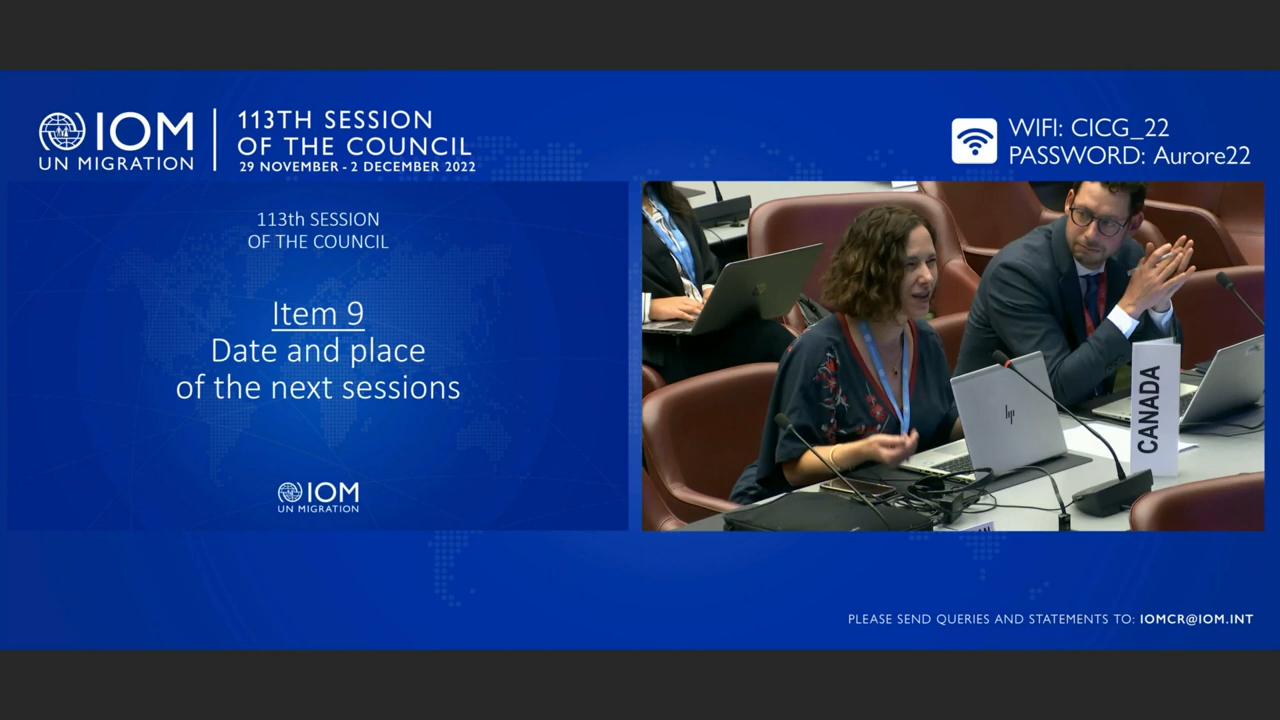 IOM
UN MIGRATION
113TH SESSION
OF THE COUNCIL
29 NOVEMBER - 2 DECEMBER 2022
WIFI: CICG_22
PASSWORD: Aurore22
113th SESSION
OF THE COUNCIL
Item 9
Date and place
of the next sessions
IOM
UN MIGRATION
hp
CANADA
PLEASE SEND QUERIES AND STATEMENTS TO: IOMCR@IOM.INT